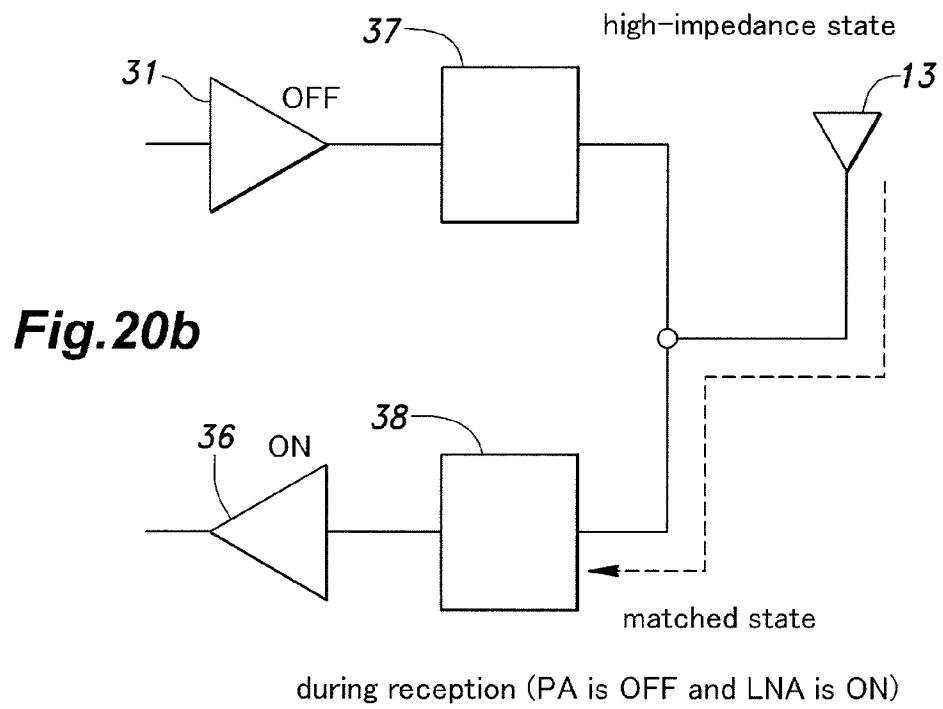 high-impedance state
37
31
OFF
13
Fig.20b
38
36
ON
matched state
during reception (PA is OFF and LNA is ON)